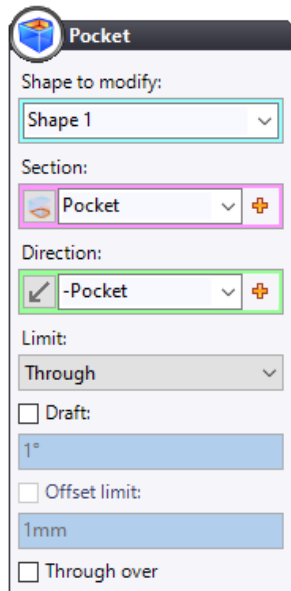 Pocket
Shape to modify:
Shape 1
Section:
Pocket
Direction:
-Pocket
Limit:
Through
Draft:
1°
Offset limit:
1mm
Through over